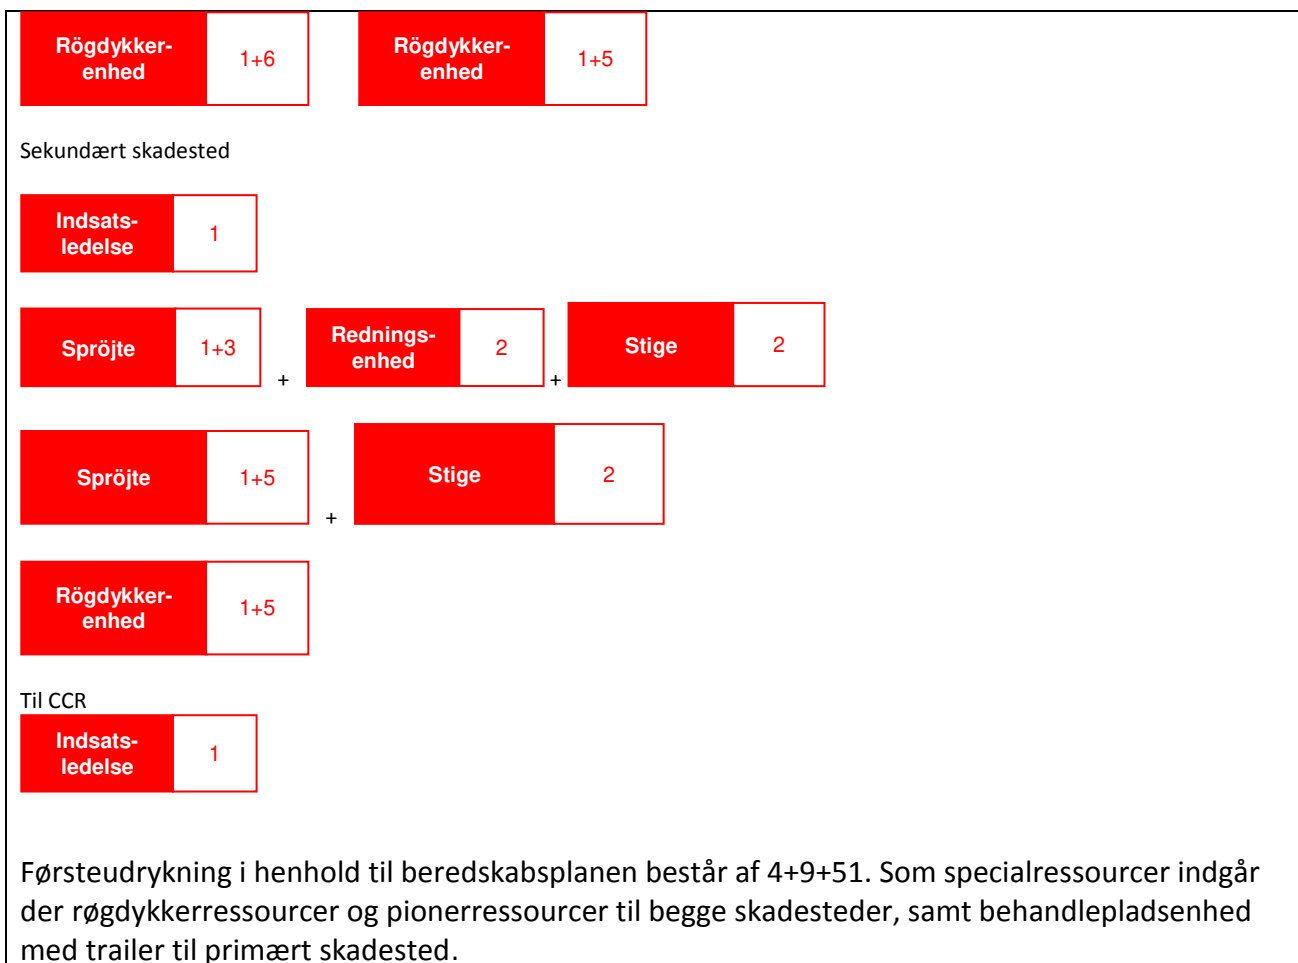 Rögdykker-
enhed
1+6
Rögdykker-
enhed
1+5
Sekundært skadested
Indsats-
ledelse
1
Spröjte
1+3
+
Rednings-
enhed
2
+
Stige
2
Spröjte
1+5
+
Stige
2
Rögdykker-
enhed
1+5
Til CCR
Indsats-
ledelse
1
Førsteudrykning i henhold til beredskabsplanen består af 4+9+51. Som specialressourcer indgår
der røgdykkerressourcer og pionerressourcer til begge skadesteder, samt behandlepladsenhed
med trailer til primært skadested.